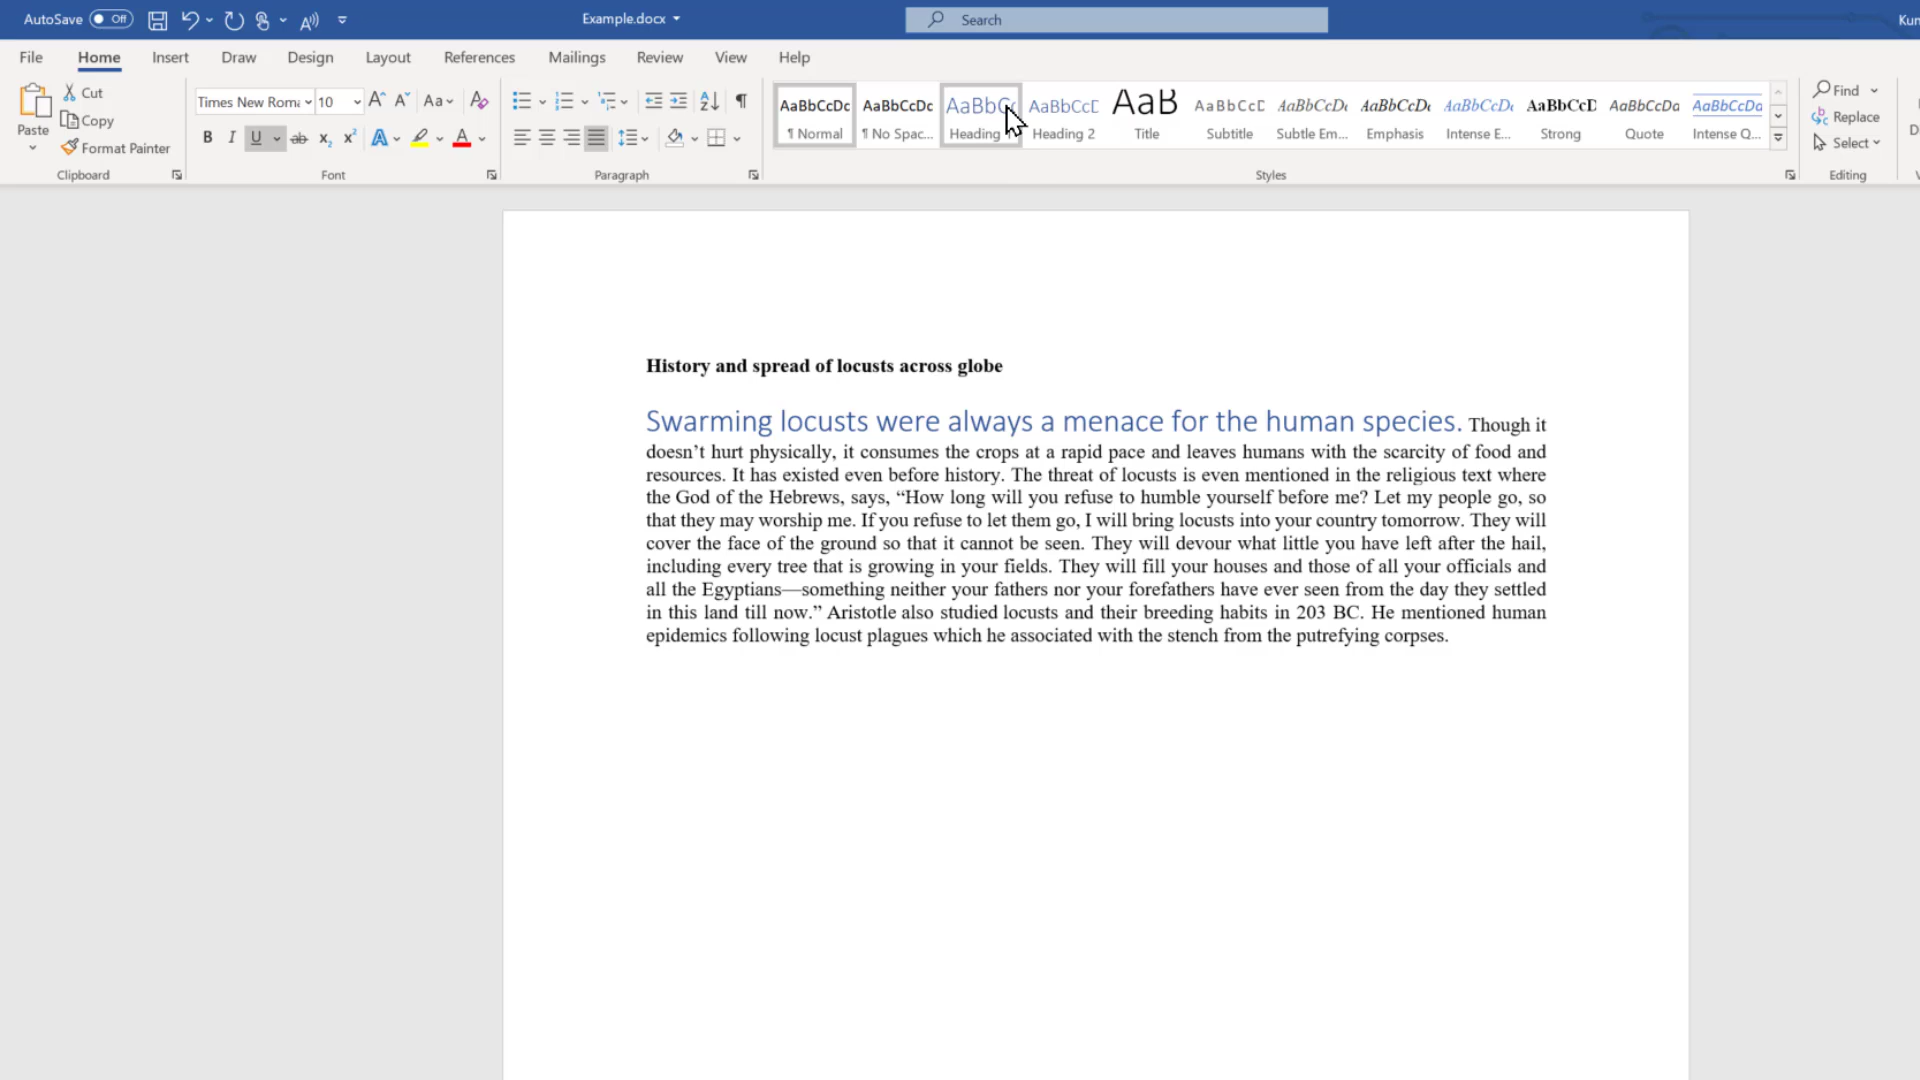 AutoSave Off Example.docx Search Kun
File Home Insert Draw Design Layout References Mailings Review View Help
Paste Cut Copy Format Painter
Times New Roma 10
AaBbCcDc AaBbCcDc AaBbCc AaBbCcD AaB AaBbCcD AaBbCcDc AaBbCcDc AaBbCcDc AaBbCcD AaBbCcDd AaBbCcDd
¶ Normal ¶ No Spac... Heading Heading 2 Title Subtitle Subtle Em... Emphasis Intense E... Strong Quote Intense Q...
Find
Replace
Select
Clipboard Font Paragraph Styles Editing
History and spread of locusts across globe
Swarming locusts were always a menace for the human species. Though it
doesn’t hurt physically, it consumes the crops at a rapid pace and leaves humans with the scarcity of food and
resources. It has existed even before history. The threat of locusts is even mentioned in the religious text where
the God of the Hebrews, says, “How long will you refuse to humble yourself before me? Let my people go, so
that they may worship me. If you refuse to let them go, I will bring locusts into your country tomorrow. They will
cover the face of the ground so that it cannot be seen. They will devour what little you have left after the hail,
including every tree that is growing in your fields. They will fill your houses and those of all your officials and
all the Egyptians—something neither your fathers nor your forefathers have ever seen from the day they settled
in this land till now.” Aristotle also studied locusts and their breeding habits in 203 BC. He mentioned human
epidemics following locust plagues which he associated with the stench from the putrefying corpses.